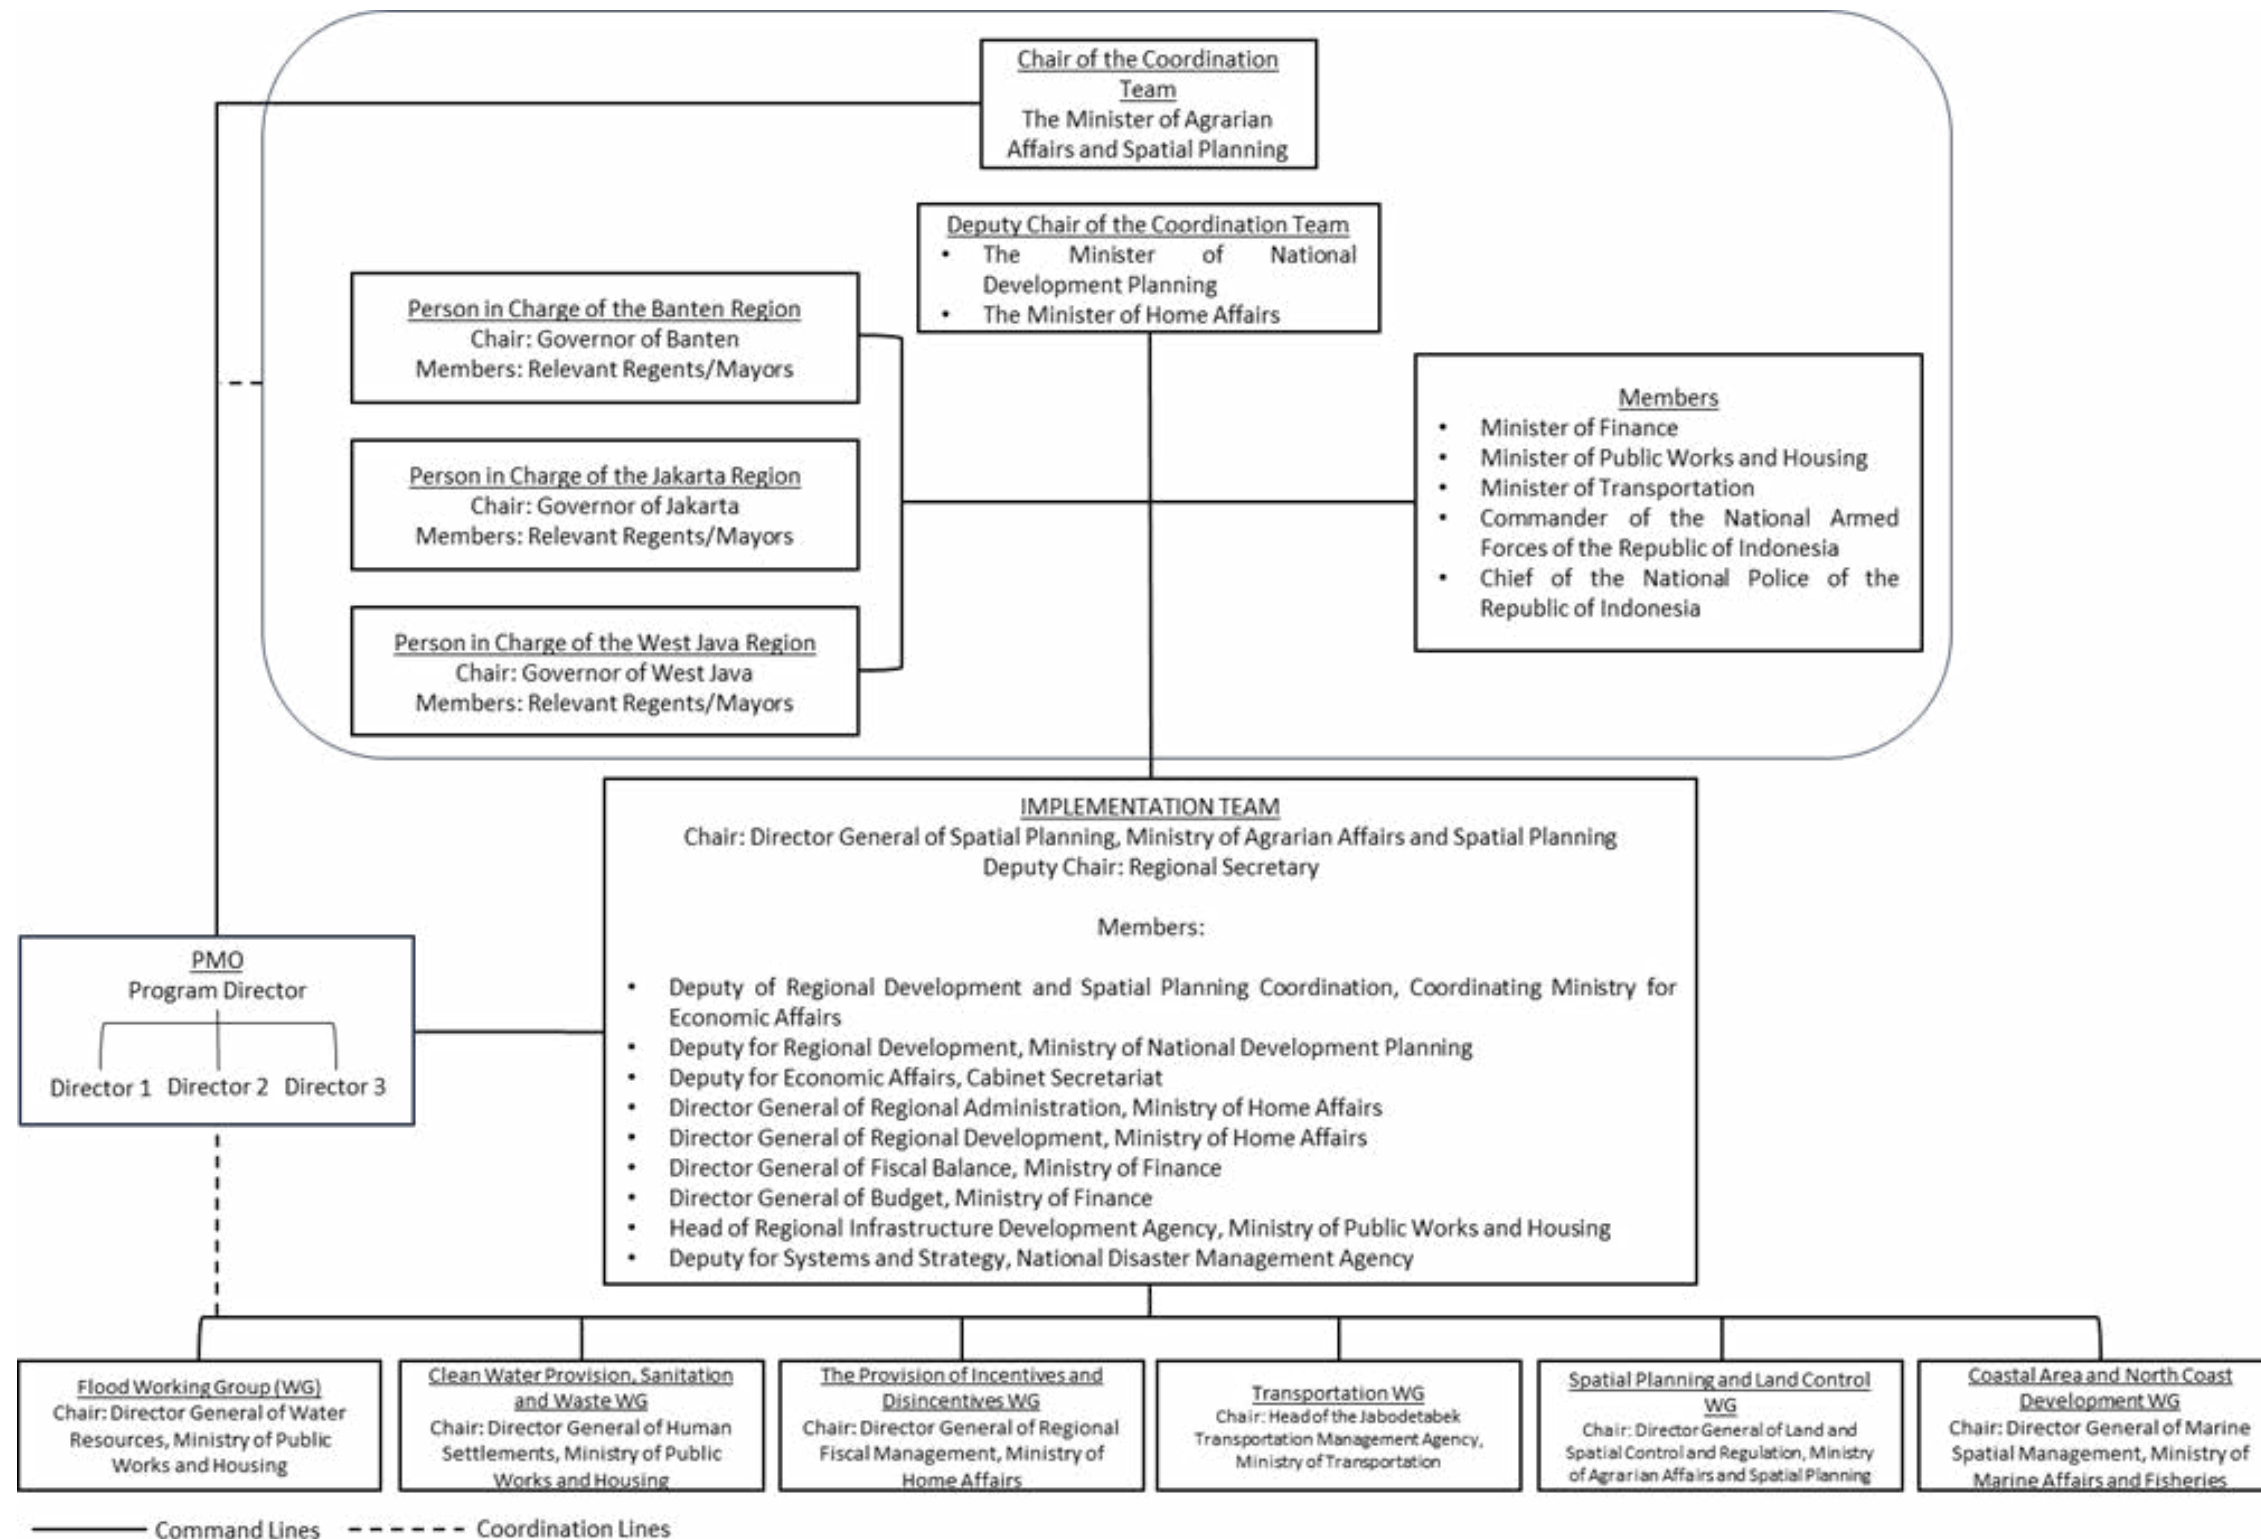 Chair of the Coordination
Team
The Minister of Agrarian
Affairs and Spatial Planning
Deputy Chair of the Coordination Team
• The Minister of National
Development Planning
• The Minister of Home Affairs
Person in Charge of the Banten Region
Chair: Governor of Banten
Members: Relevant Regents/Mayors
Person in Charge of the Jakarta Region
Chair: Governor of Jakarta
Members: Relevant Regents/Mayors
Person in Charge of the West Java Region
Chair: Governor of West Java
Members: Relevant Regents/Mayors
Members
• Minister of Finance
• Minister of Public Works and Housing
• Minister of Transportation
• Commander of the National Armed
Forces of the Republic of Indonesia
• Chief of the National Police of the
Republic of Indonesia
IMPLEMENTATION TEAM
Chair: Director General of Spatial Planning, Ministry of Agrarian Affairs and Spatial Planning
Deputy Chair: Regional Secretary
Members:
• Deputy of Regional Development and Spatial Planning Coordination, Coordinating Ministry for
Economic Affairs
• Deputy for Regional Development, Ministry of National Development Planning
• Deputy for Economic Affairs, Cabinet Secretariat
• Director General of Regional Administration, Ministry of Home Affairs
• Director General of Regional Development, Ministry of Home Affairs
• Director General of Fiscal Balance, Ministry of Finance
• Director General of Budget, Ministry of Finance
• Head of Regional Infrastructure Development Agency, Ministry of Public Works and Housing
• Deputy for Systems and Strategy, National Disaster Management Agency
PMO
Program Director
Director 1 Director 2 Director 3
Flood Working Group (WG)
Chair: Director General of Water
Resources, Ministry of Public
Works and Housing
Clean Water Provision, Sanitation
and Waste WG
Chair: Director General of Human
Settlements, Ministry of Public
Works and Housing
The Provision of Incentives and
Disincentives WG
Chair: Director General of Regional
Fiscal Management, Ministry of
Home Affairs
Transportation WG
Chair: Head of the Jabodetabek
Transportation Management Agency,
Ministry of Transportation
Spatial Planning and Land Control
WG
Chair: Director General of Land and
Spatial Control and Regulation, Ministry
of Agrarian Affairs and Spatial Planning
Coastal Area and North Coast
Development WG
Chair: Director General of Marine
Spatial Management, Ministry of
Marine Affairs and Fisheries
Command Lines
Coordination Lines